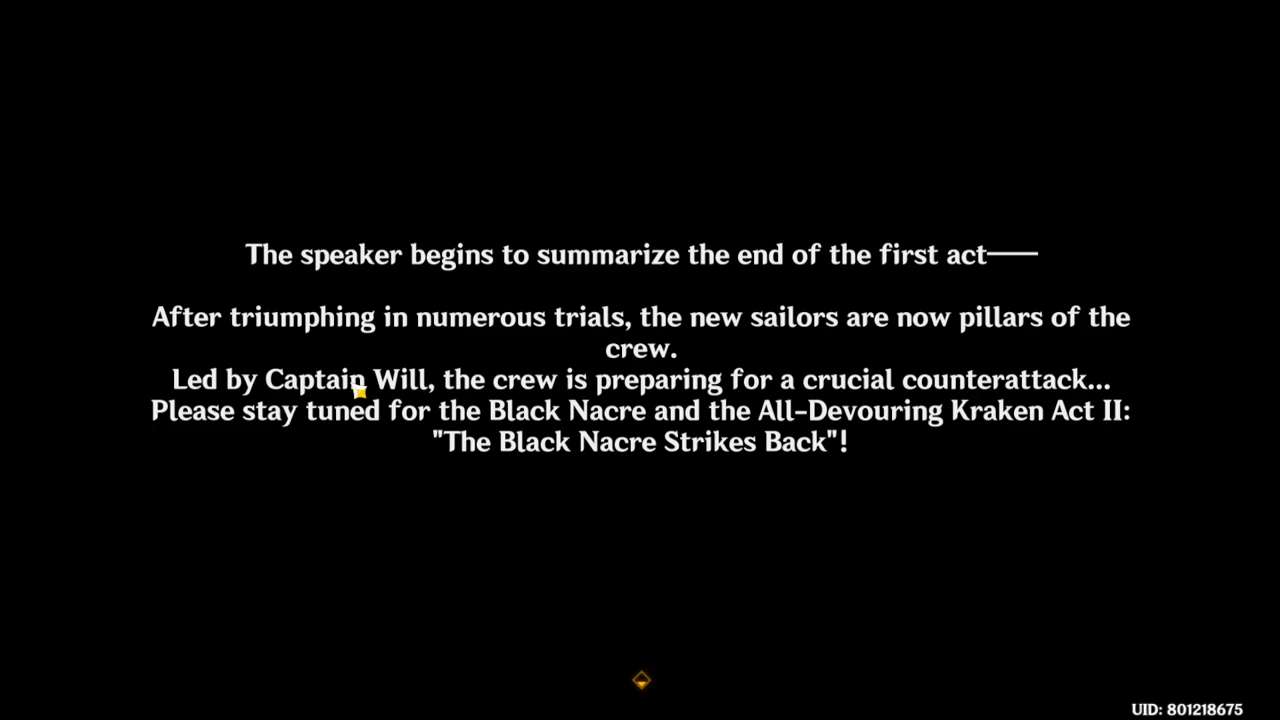 The speaker begins to summarize the end of the first act——
After triumphing in numerous trials, the new sailors are now pillars of the
crew.
Led by Captain Will, the crew is preparing for a crucial counterattack...
Please stay tuned for the Black Nacre and the All-Devouring Kraken Act II:
"The Black Nacre Strikes Back"!
UID: 801218675